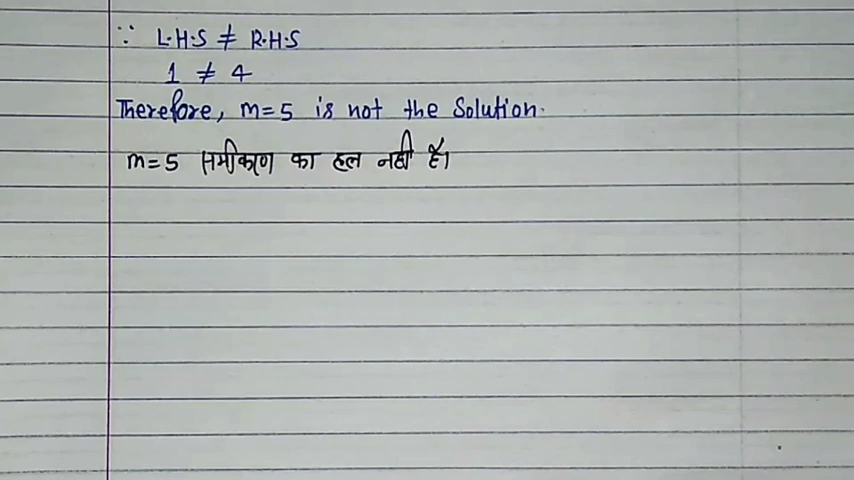 ∵ L.H.S ≠ R.H.S
1 ≠ 4
Therefore, m=5 is not the Solution.
m=5 समीकरण का हल नहीं है।